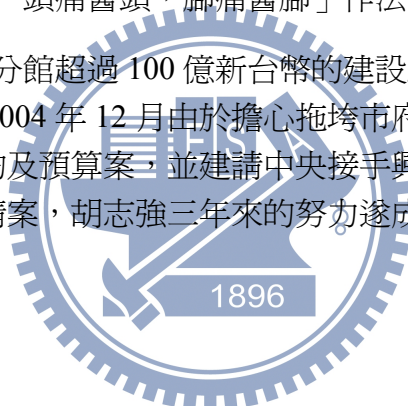 頭痛醫頭，腳痛醫腳」作法
分館超過 100 億新台幣的建設
2004 年 12 月由於擔心拖垮市府
約及預算案，並建請中央接手興
請案，胡志強三年來的努力遂成
1896